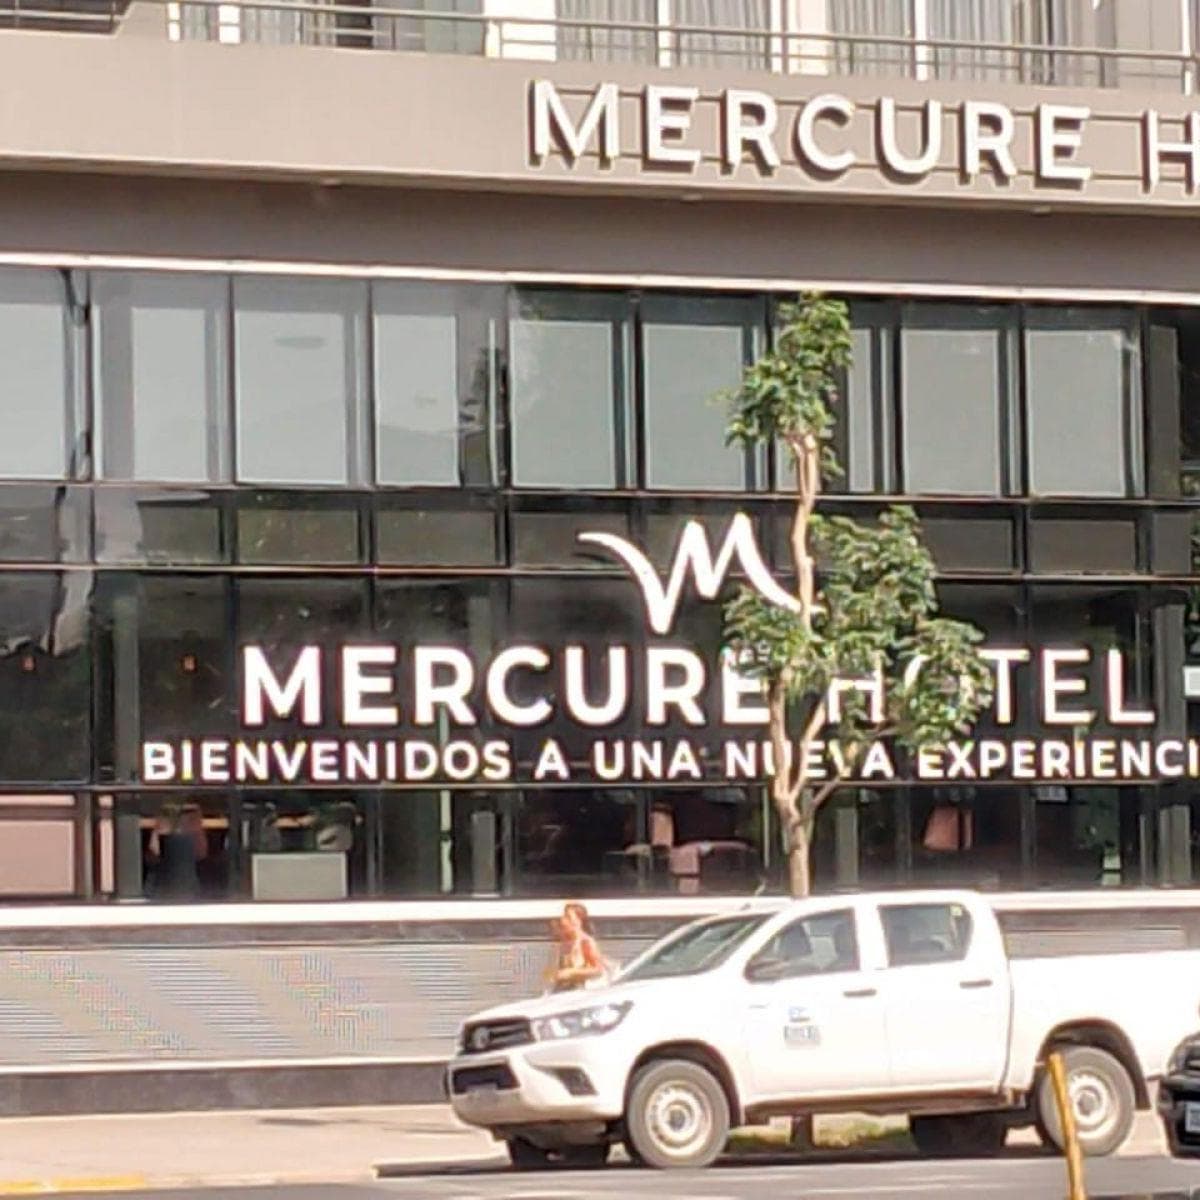 MERCURE H
MERCURE HOTEL
BIENVENIDOS A UNA NUEVA EXPERIENCI